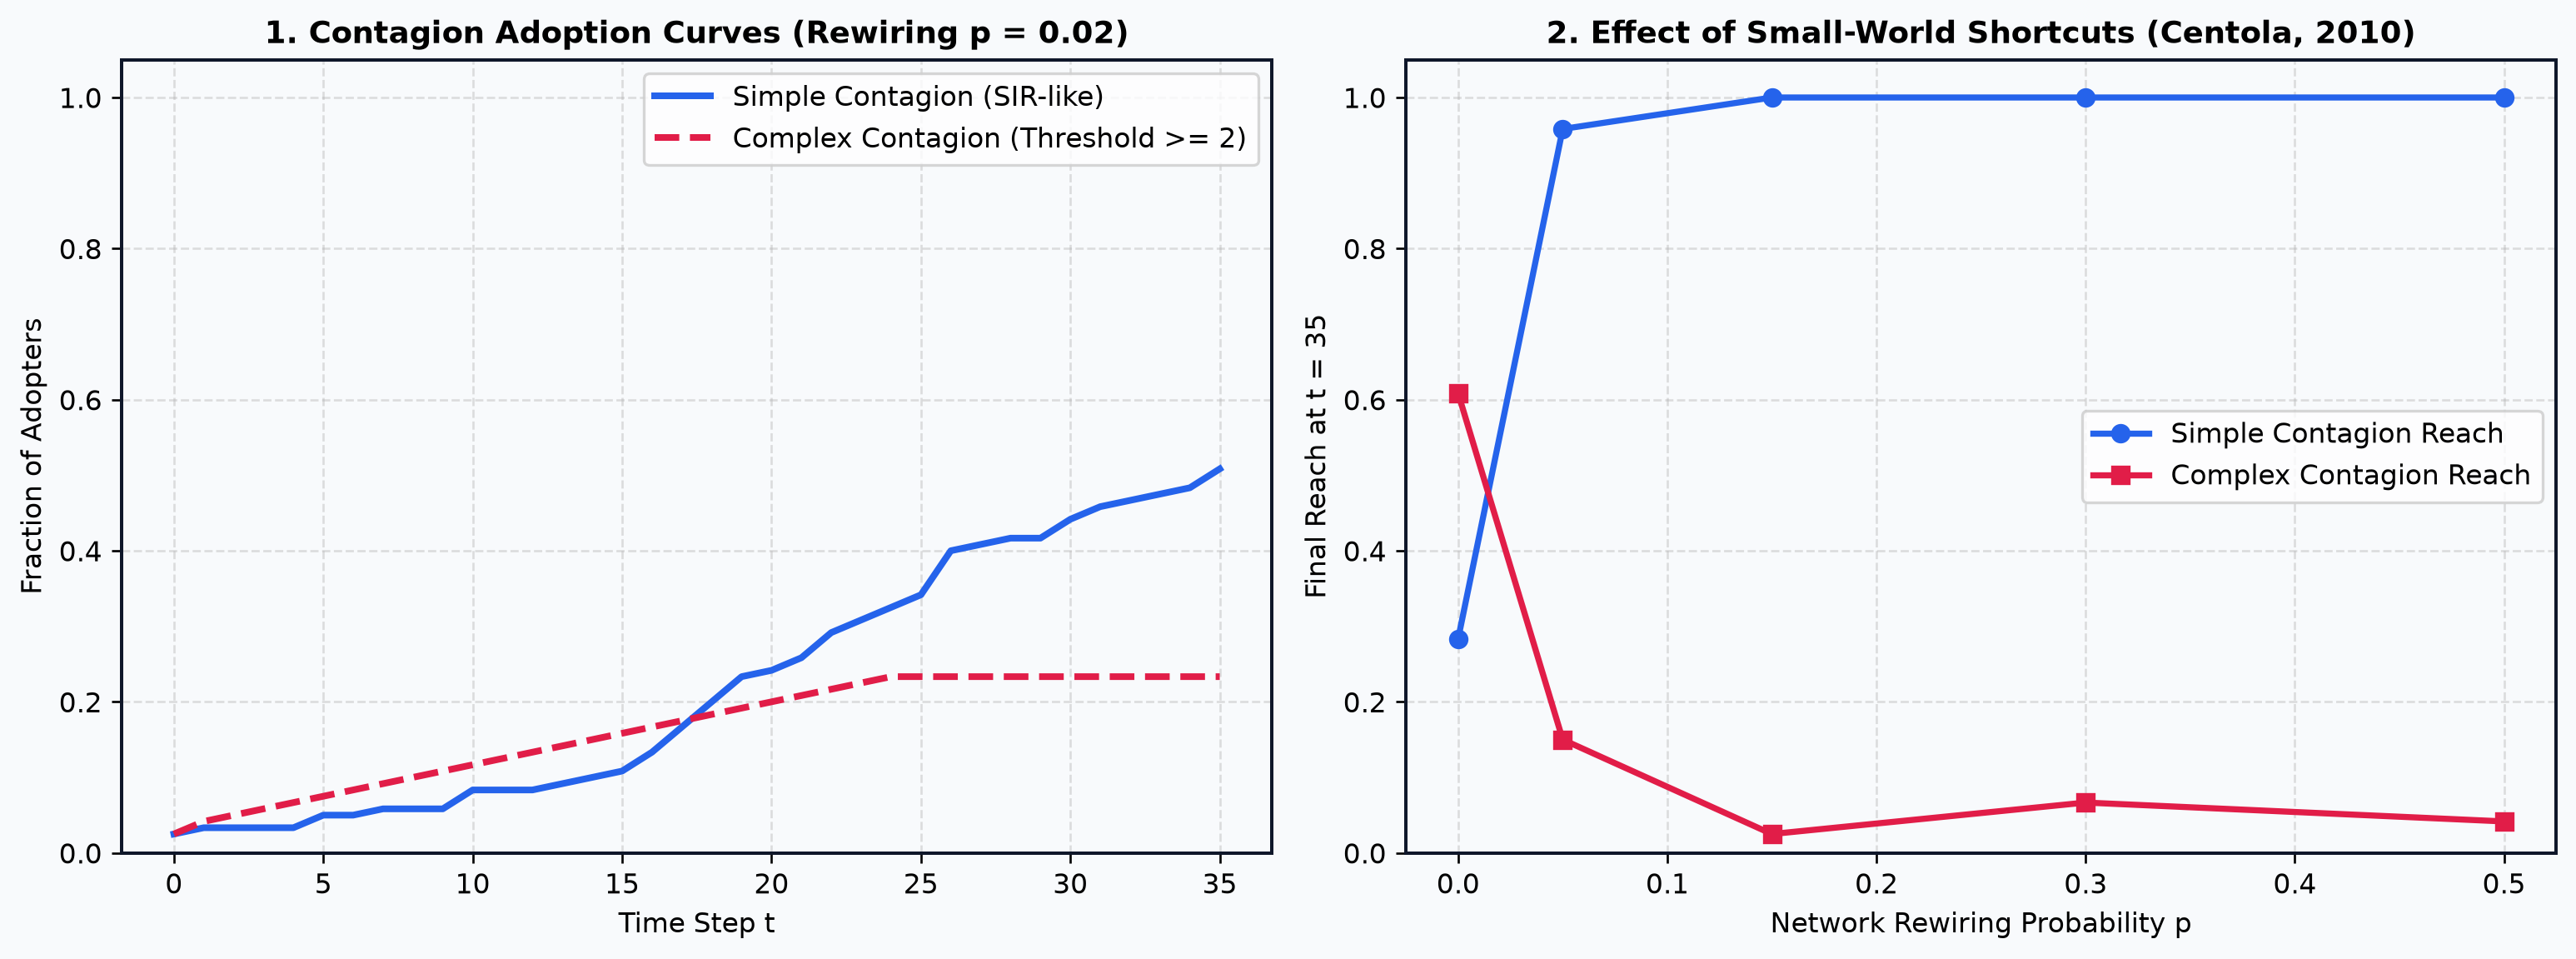 1. Contagion Adoption Curves (Rewiring p = 0.02)
Simple Contagion (SIR-like)
Complex Contagion (Threshold >= 2)
Fraction of Adopters
1.0
0.8
0.6
0.4
0.2
0.0
0 5 10 15 20 25 30 35
Time Step t
2. Effect of Small-World Shortcuts (Centola, 2010)
Simple Contagion Reach
Complex Contagion Reach
Final Reach at t = 35
1.0
0.8
0.6
0.4
0.2
0.0
0.0 0.1 0.2 0.3 0.4 0.5
Network Rewiring Probability p